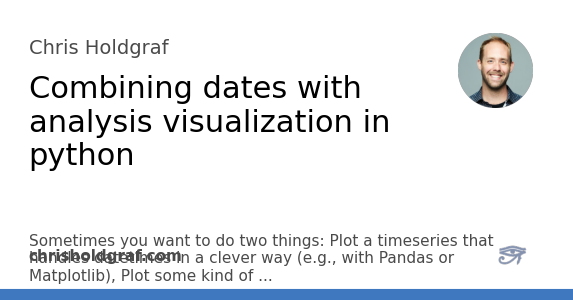 Chris Holdgraf
Combining dates with
analysis visualization in
python
Sometimes you want to do two things: Plot a timeseries that
chrisholdgraf.com
handles datetimes in a clever way (e.g., with Pandas or
Matplotlib), Plot some kind of ...